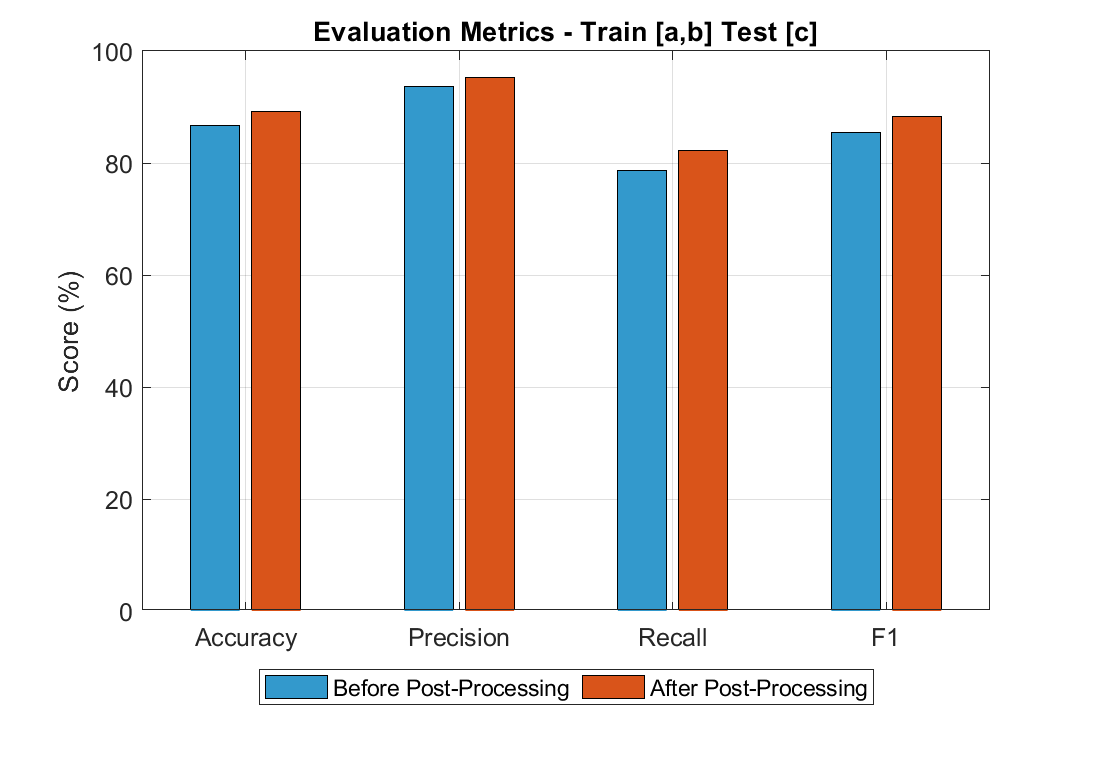 Evaluation Metrics - Train [a,b] Test [c]
100
80
60
40
20
0
Score (%)
Accuracy Precision Recall F1
Before Post-Processing After Post-Processing